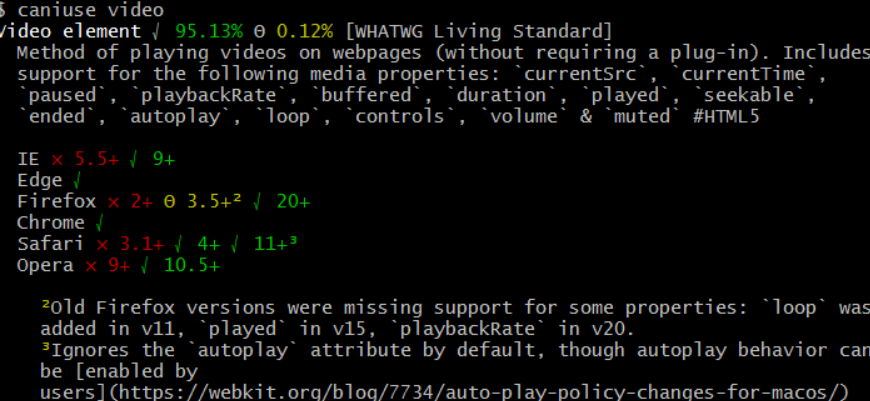 $ caniuse video
Video element √ 95.13% ϴ 0.12% [WHATWG Living Standard]
Method of playing videos on webpages (without requiring a plug-in). Includes
support for the following media properties: `currentSrc`, `currentTime`,
`paused`, `playbackRate`, `buffered`, `duration`, `played`, `seekable`,
`ended`, `autoplay`, `loop`, `controls`, `volume` & `muted` #HTML5
IE × 5.5+ √ 9+
Edge √
Firefox × 2+ ϴ 3.5+² √ 20+
Chrome √
Safari × 3.1+ √ 4+ √ 11+³
Opera × 9+ √ 10.5+
²Old Firefox versions were missing support for some properties: `loop` was
added in v11, `played` in v15, `playbackRate` in v20.
³Ignores the `autoplay` attribute by default, though autoplay behavior can
be [enabled by
users](https://webkit.org/blog/7734/auto-play-policy-changes-for-macos/)